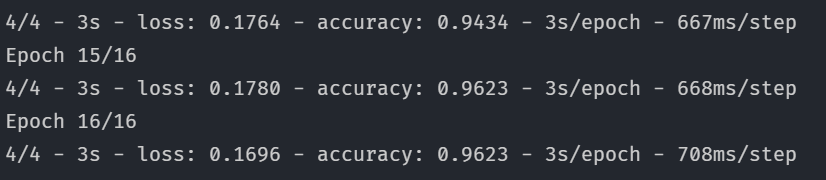 4/4 - 3s - loss: 0.1764 - accuracy: 0.9434 - 3s/epoch - 667ms/step
Epoch 15/16
4/4 - 3s - loss: 0.1780 - accuracy: 0.9623 - 3s/epoch - 668ms/step
Epoch 16/16
4/4 - 3s - loss: 0.1696 - accuracy: 0.9623 - 3s/epoch - 708ms/step